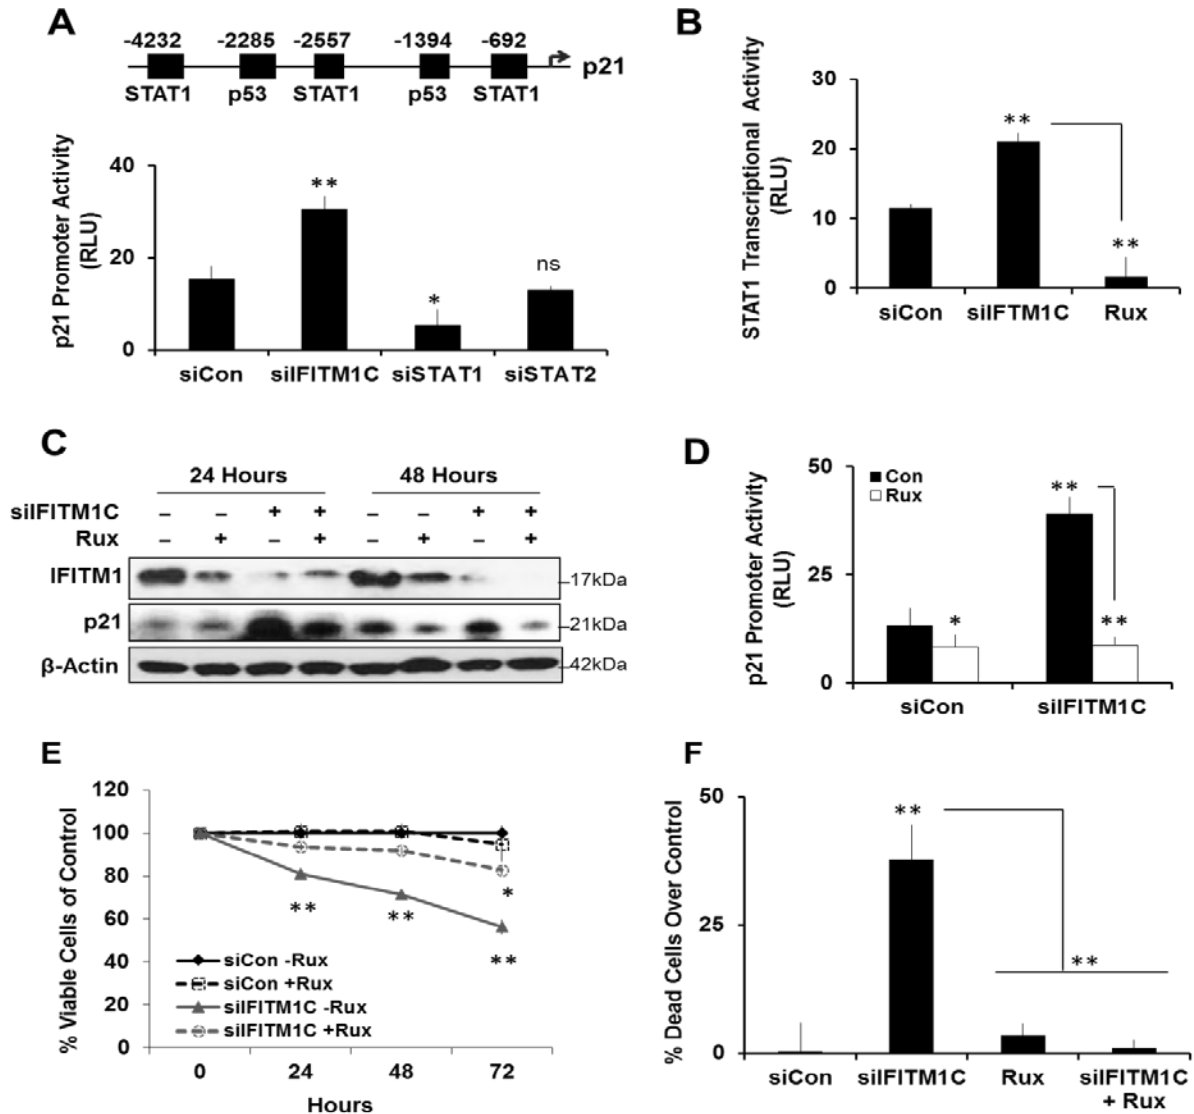 A
-4232 -2285 -2557 -1394 -692
p21
STAT1 p53 STAT1 p53 STAT1
p21 Promoter Activity
(RLU)
40
20
0
**
*
ns
siCon siIFITM1C siSTAT1 siSTAT2
B
STAT1 Transcriptional Activity
(RLU)
30
20
10
0
**
**
siCon siIFTM1C Rux
C
24 Hours 48 Hours
siIFITM1C – – + + – – + +
Rux – + – + – + – +
IFITM1 17kDa
p21 21kDa
β-Actin 42kDa
D
p21 Promoter Activity
(RLU)
50
25
0
Con
Rux
*
**
**
siCon siIFITM1C
E
% Viable Cells of Control
120
100
80
60
40
20
0
**
**
*
**
siCon -Rux
siCon +Rux
siIFITM1C -Rux
siIFITM1C +Rux
0 24 48 72
Hours
F
% Dead Cells Over Control
50
25
0
**
**
siCon siIFITM1C Rux siIFITM1C
+ Rux